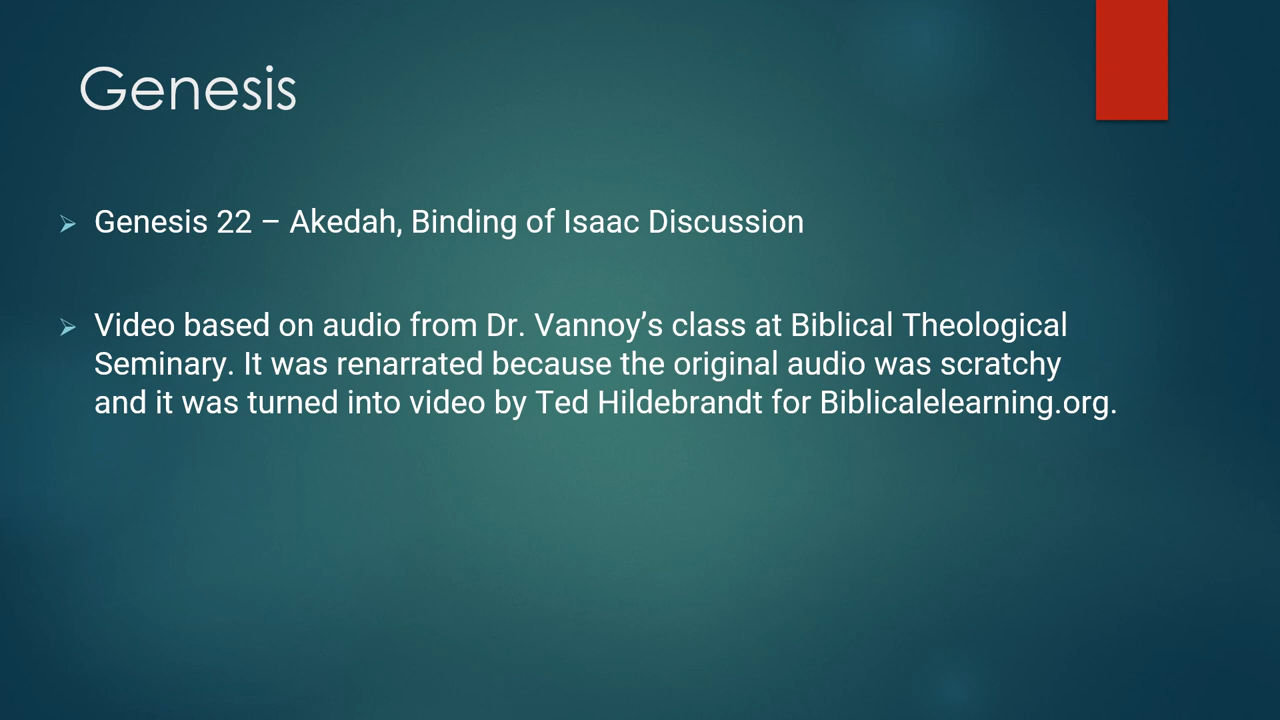 Genesis
Genesis 22 – Akedah, Binding of Isaac Discussion
Video based on audio from Dr. Vannoy’s class at Biblical Theological
Seminary. It was renarrated because the original audio was scratchy
and it was turned into video by Ted Hildebrandt for Biblicalelearning.org.